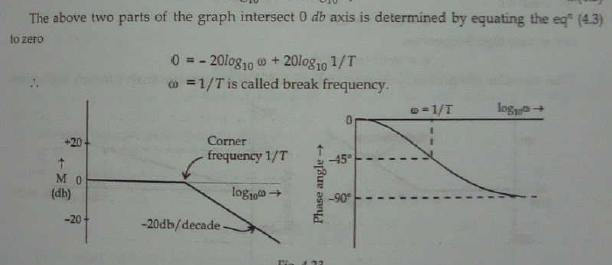 The above two parts of the graph intersect 0 db axis is determined by equating the eqⁿ (4.3)
to zero
0 = - 20log₁₀ ω + 20log₁₀ 1/T
∴ ω = 1/T is called break frequency.
+20
↑
M 0
(db)
-20
Corner
frequency 1/T
log₁₀ω →
-20db/decade
ω = 1/T
log₁₀ω →
0
-45°
-90°
Phase angle →